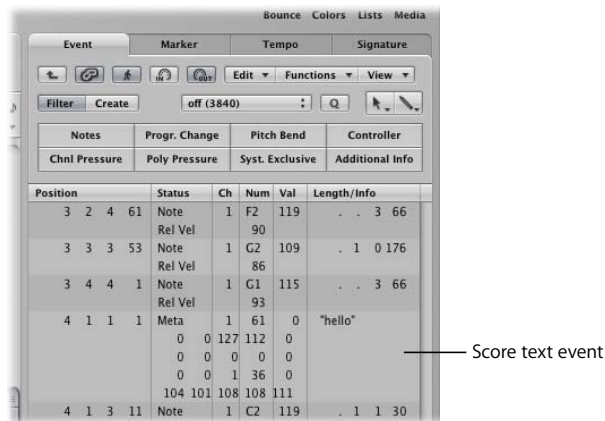 Bounce Colors Lists Media
Event Marker Tempo Signature
IN OUT Edit Functions View
Filter Create off (3840) Q
Notes Progr. Change Pitch Bend Controller
Chnl Pressure Poly Pressure Syst. Exclusive Additional Info
Position Status Ch Num Val Length/Info
3 2 4 61 Note 1 F2 119 . . 3 66
Rel Vel 90
3 3 3 53 Note 1 G2 109 . 1 0 176
Rel Vel 86
3 4 4 1 Note 1 G1 115 . . 3 66
Rel Vel 93
4 1 1 1 Meta 1 61 0 "hello"
0 0 127 112 0
0 0 0 0 0
0 0 1 36 0
104 101 108 108 111
Score text event
4 1 3 11 Note 1 C2 119 . 1 1 30